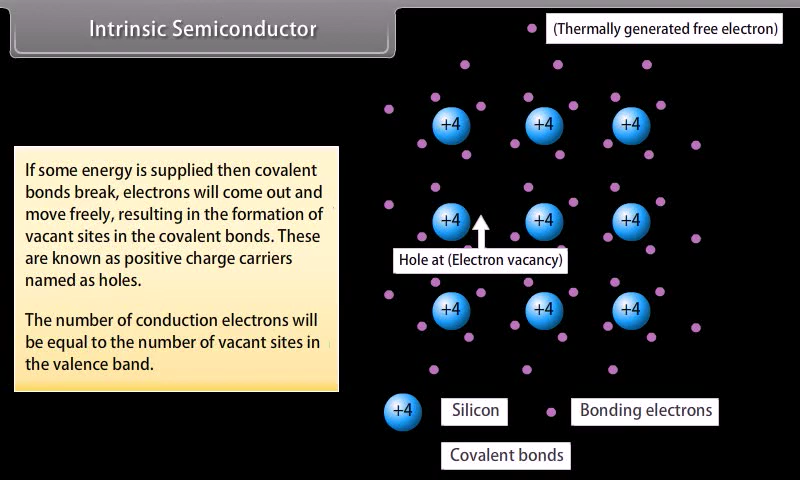 Intrinsic Semiconductor
(Thermally generated free electron)
+4 +4 +4
If some energy is supplied then covalent
bonds break, electrons will come out and
move freely, resulting in the formation of
vacant sites in the covalent bonds. These
are known as positive charge carriers
named as holes.
The number of conduction electrons will
be equal to the number of vacant sites in
the valence band.
+4 +4 +4
Hole at (Electron vacancy)
+4 +4 +4
+4 Silicon Bonding electrons
Covalent bonds